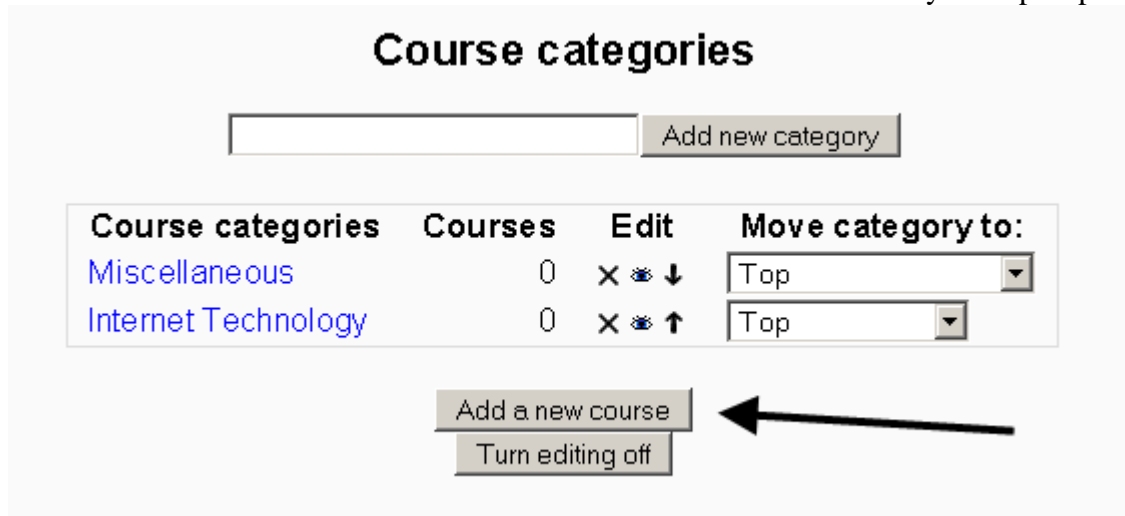 Course categories
Add new category
Course categories Courses Edit Move category to:
Miscellaneous 0 Top
Internet Technology 0 Top
Add a new course
Turn editing off